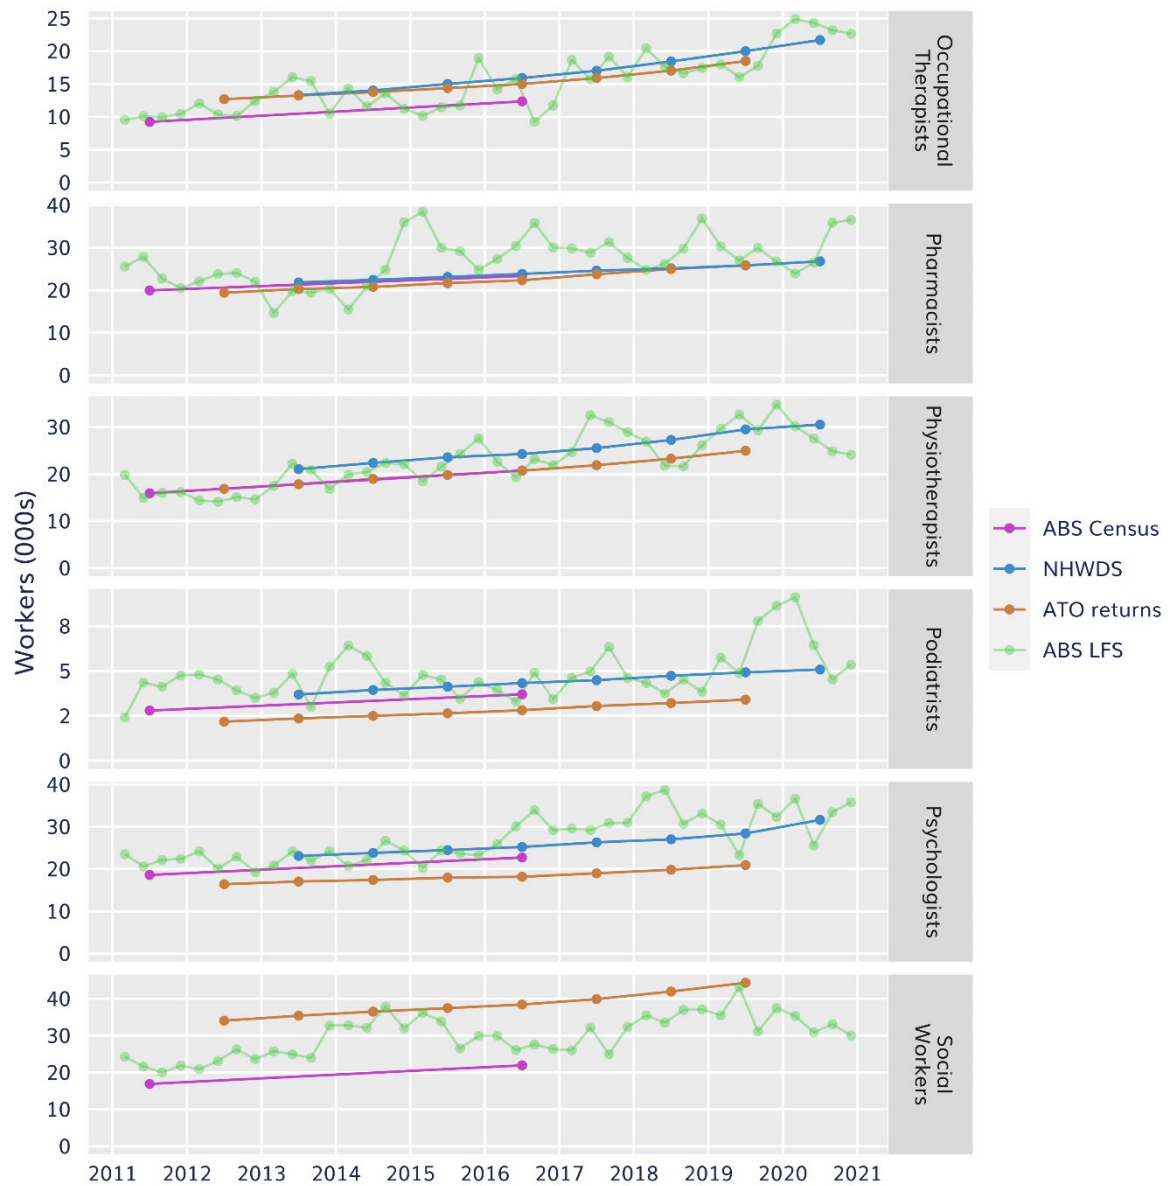 25
20
15
10
5
0
Occupational
Therapists
40
30
20
10
0
Pharmacists
30
20
10
0
Physiotherapists
8
5
2
0
Podiatrists
40
30
20
10
0
Psychologists
40
30
20
10
0
Social
Workers
Workers (000s)
2011 2012 2013 2014 2015 2016 2017 2018 2019 2020 2021
ABS Census
NHWDS
ATO returns
ABS LFS